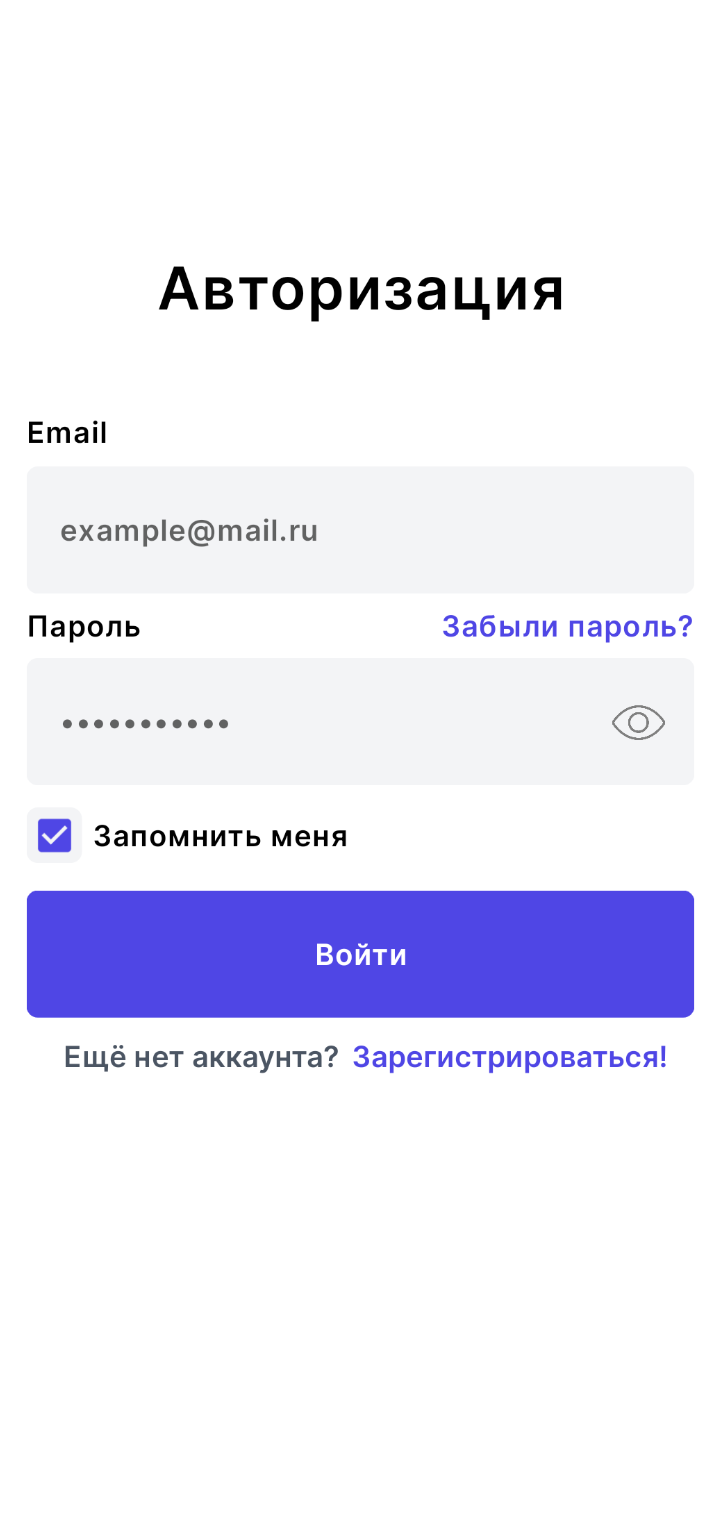 Авторизация
Email
example@mail.ru
Пароль Забыли пароль?
•••••••••••
Запомнить меня
Войти
Ещё нет аккаунта? Зарегистрироваться!